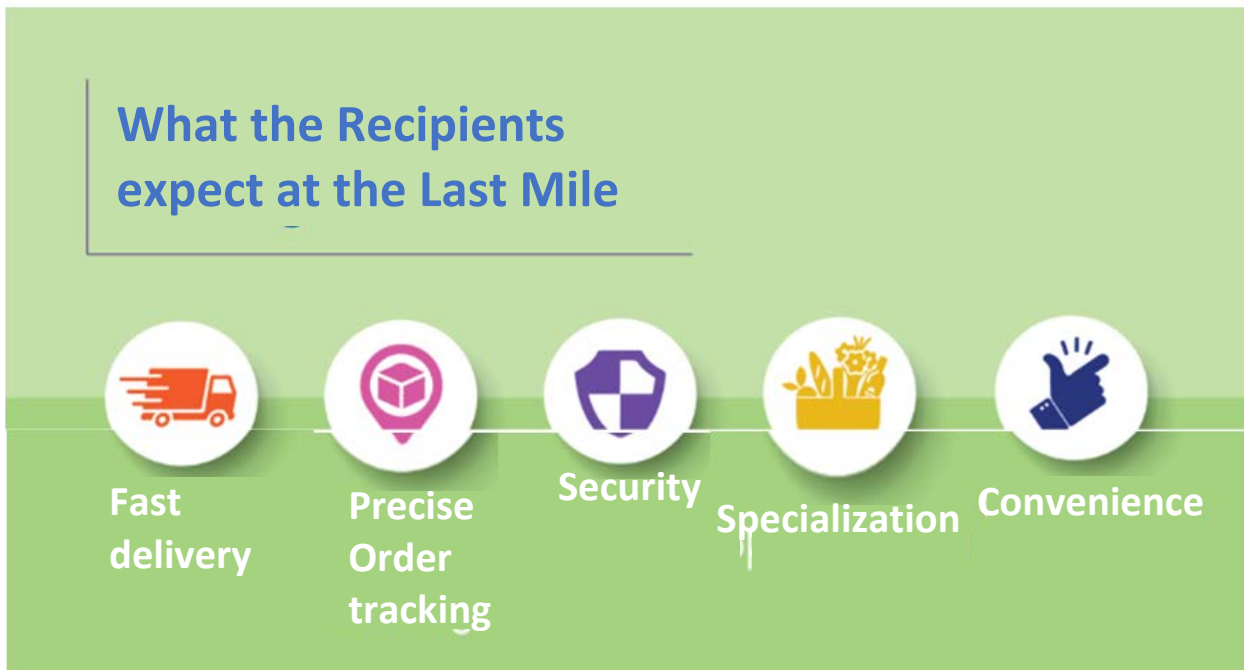 What the Recipients
expect at the Last Mile
Fast
delivery
Precise
Order
tracking
Security
Specialization
Convenience